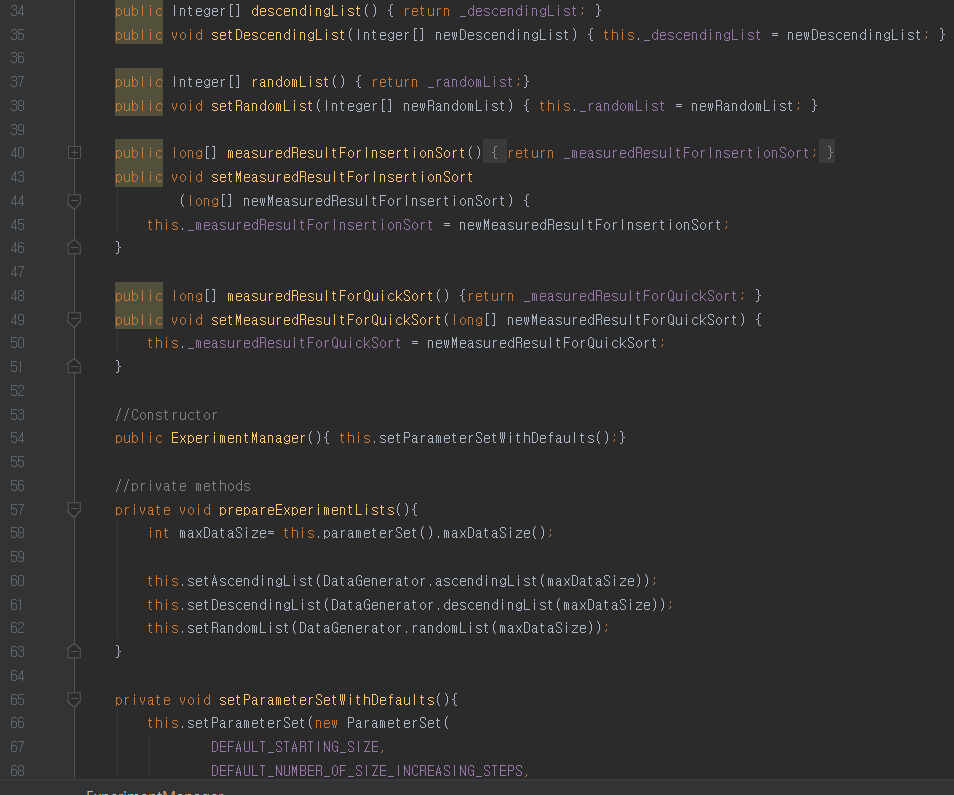 34 public Integer[] descendingList() { return _descendingList; }
35 public void setDescendingList(Integer[] newDescendingList) { this._descendingList = newDescendingList; }
36
37 public Integer[] randomList() { return _randomList;}
38 public void setRandomList(Integer[] newRandomList) { this._randomList = newRandomList; }
39
40 public long[] measuredResultForInsertionSort() { return _measuredResultForInsertionSort; }
43 public void setMeasuredResultForInsertionSort
44 (long[] newMeasuredResultForInsertionSort) {
45 this._measuredResultForInsertionSort = newMeasuredResultForInsertionSort;
46 }
47
48 public long[] measuredResultForQuickSort() {return _measuredResultForQuickSort; }
49 public void setMeasuredResultForQuickSort(long[] newMeasuredResultForQuickSort) {
50 this._measuredResultForQuickSort = newMeasuredResultForQuickSort;
51 }
52
53 //Constructor
54 public ExperimentManager(){ this.setParameterSetWithDefaults();}
55
56 //private methods
57 private void prepareExperimentLists(){
58 int maxDataSize= this.parameterSet().maxDataSize();
59
60 this.setAscendingList(DataGenerator.ascendingList(maxDataSize));
61 this.setDescendingList(DataGenerator.descendingList(maxDataSize));
62 this.setRandomList(DataGenerator.randomList(maxDataSize));
63 }
64
65 private void setParameterSetWithDefaults(){
66 this.setParameterSet(new ParameterSet(
67 DEFAULT_STARTING_SIZE,
68 DEFAULT_NUMBER_OF_SIZE_INCREASING_STEPS,
ExperimentManager